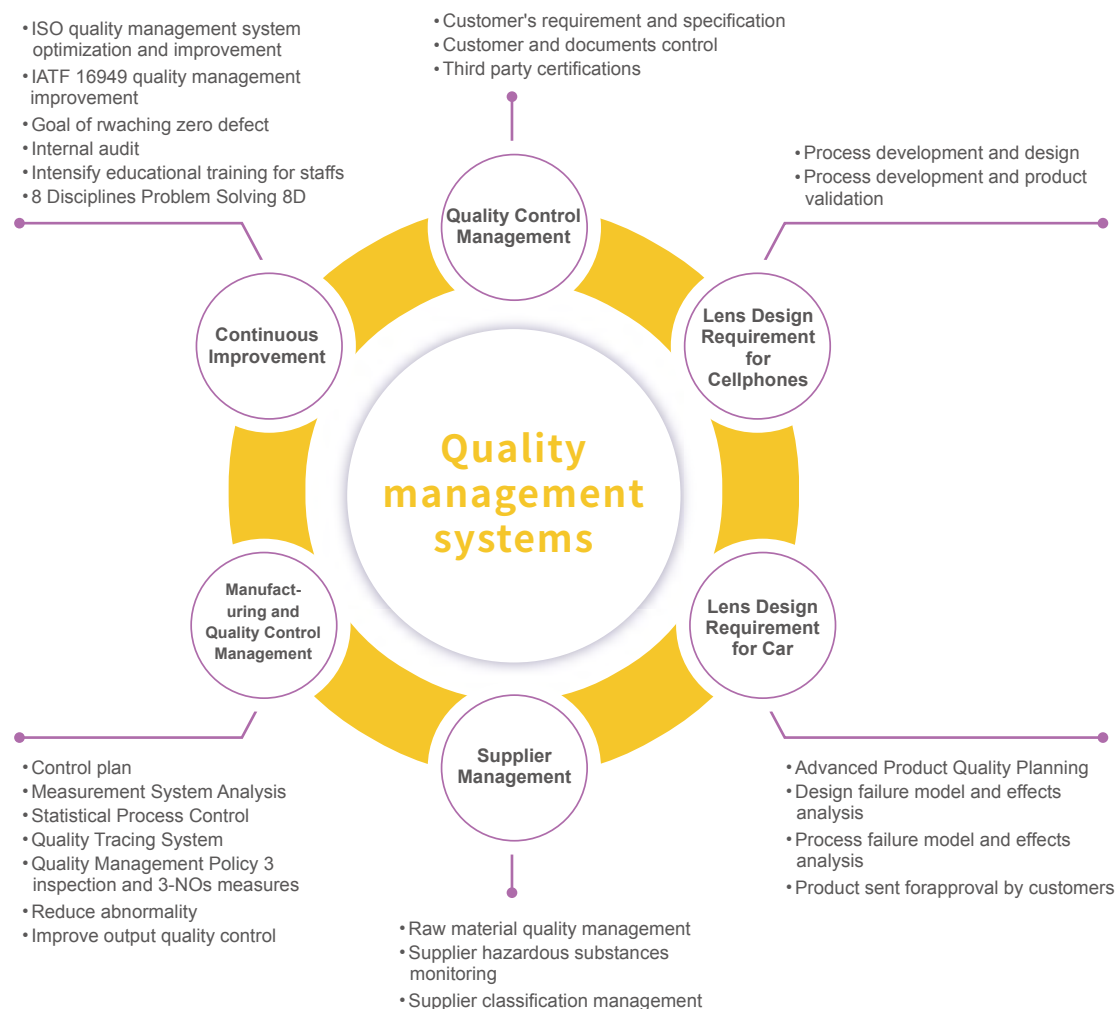 • ISO quality management system
optimization and improvement
• IATF 16949 quality management
improvement
• Goal of rwaching zero defect
• Internal audit
• Intensify educational training for staffs
• 8 Disciplines Problem Solving 8D
• Customer's requirement and specification
• Customer and documents control
• Third party certifications
• Process development and design
• Process development and product
validation
Quality Control
Management
Continuous
Improvement
Lens Design
Requirement
for
Cellphones
Quality
management
systems
Manufact-
uring and
Quality Control
Management
Lens Design
Requirement
for Car
Supplier
Management
• Control plan
• Measurement System Analysis
• Statistical Process Control
• Quality Tracing System
• Quality Management Policy 3
inspection and 3-NOs measures
• Reduce abnormality
• Improve output quality control
• Advanced Product Quality Planning
• Design failure model and effects
analysis
• Process failure model and effects
analysis
• Product sent forapproval by customers
• Raw material quality management
• Supplier hazardous substances
monitoring
• Supplier classification management